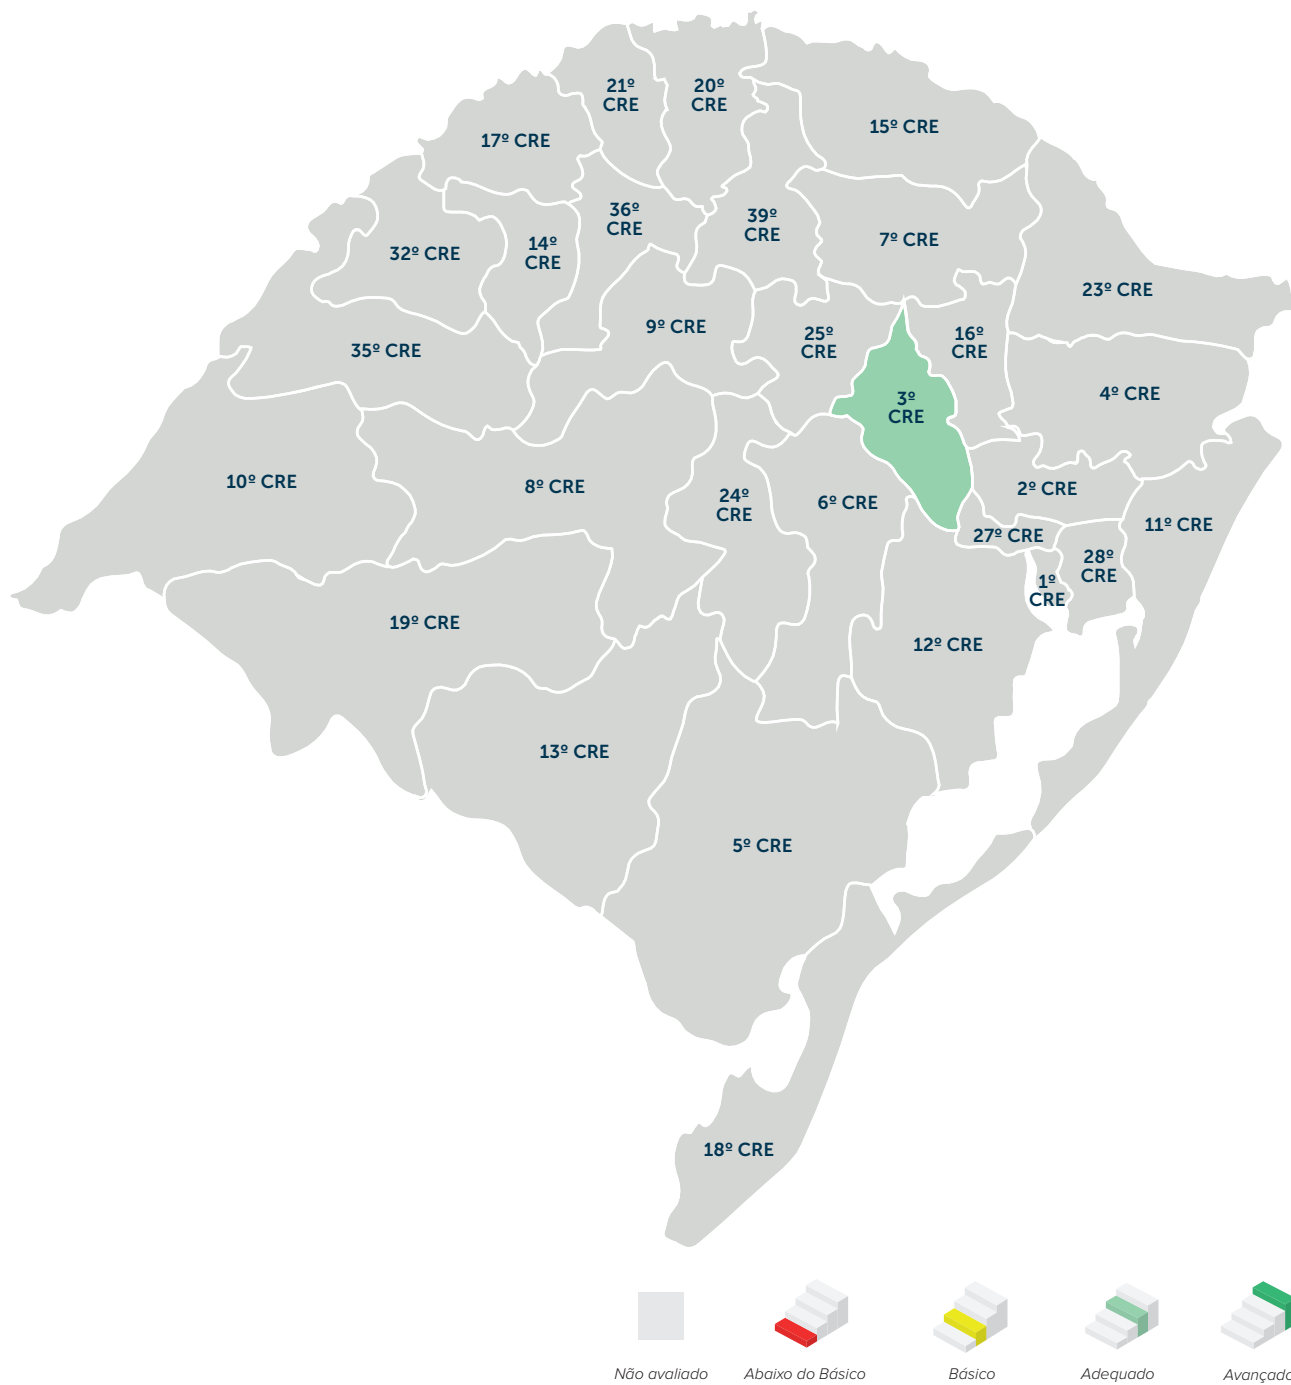 21º
CRE
20º
CRE
15º CRE
17º CRE
36º
CRE
39º
CRE
14º
CRE
7º CRE
32º CRE
23º CRE
9º CRE
25º
CRE
16º
CRE
35º CRE
4º CRE
3º
CRE
10º CRE
8º CRE
24º
CRE
6º CRE
2º CRE
11º CRE
27º CRE
28º
CRE
1º
CRE
19º CRE
12º CRE
13º CRE
5º CRE
18º CRE
Não avaliado
Abaixo do Básico
Básico
Adequado
Avançado